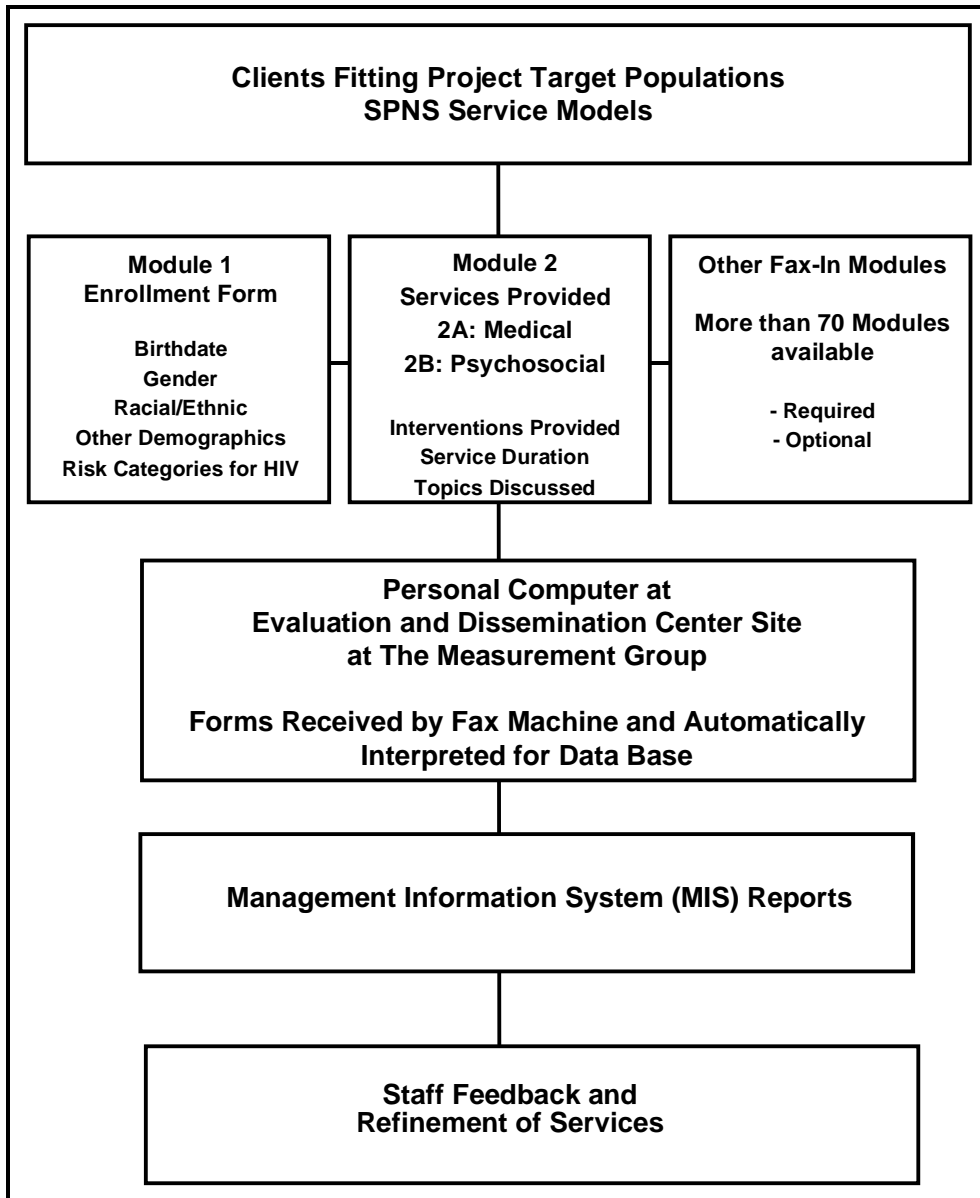 Clients Fitting Project Target Populations
SPNS Service Models
Module 1
Enrollment Form
Birthdate
Gender
Racial/Ethnic
Other Demographics
Risk Categories for HIV
Module 2
Services Provided
2A: Medical
2B: Psychosocial
Interventions Provided
Service Duration
Topics Discussed
Other Fax-In Modules
More than 70 Modules
available
- Required
- Optional
Personal Computer at
Evaluation and Dissemination Center Site
at The Measurement Group
Forms Received by Fax Machine and Automatically
Interpreted for Data Base
Management Information System (MIS) Reports
Staff Feedback and
Refinement of Services